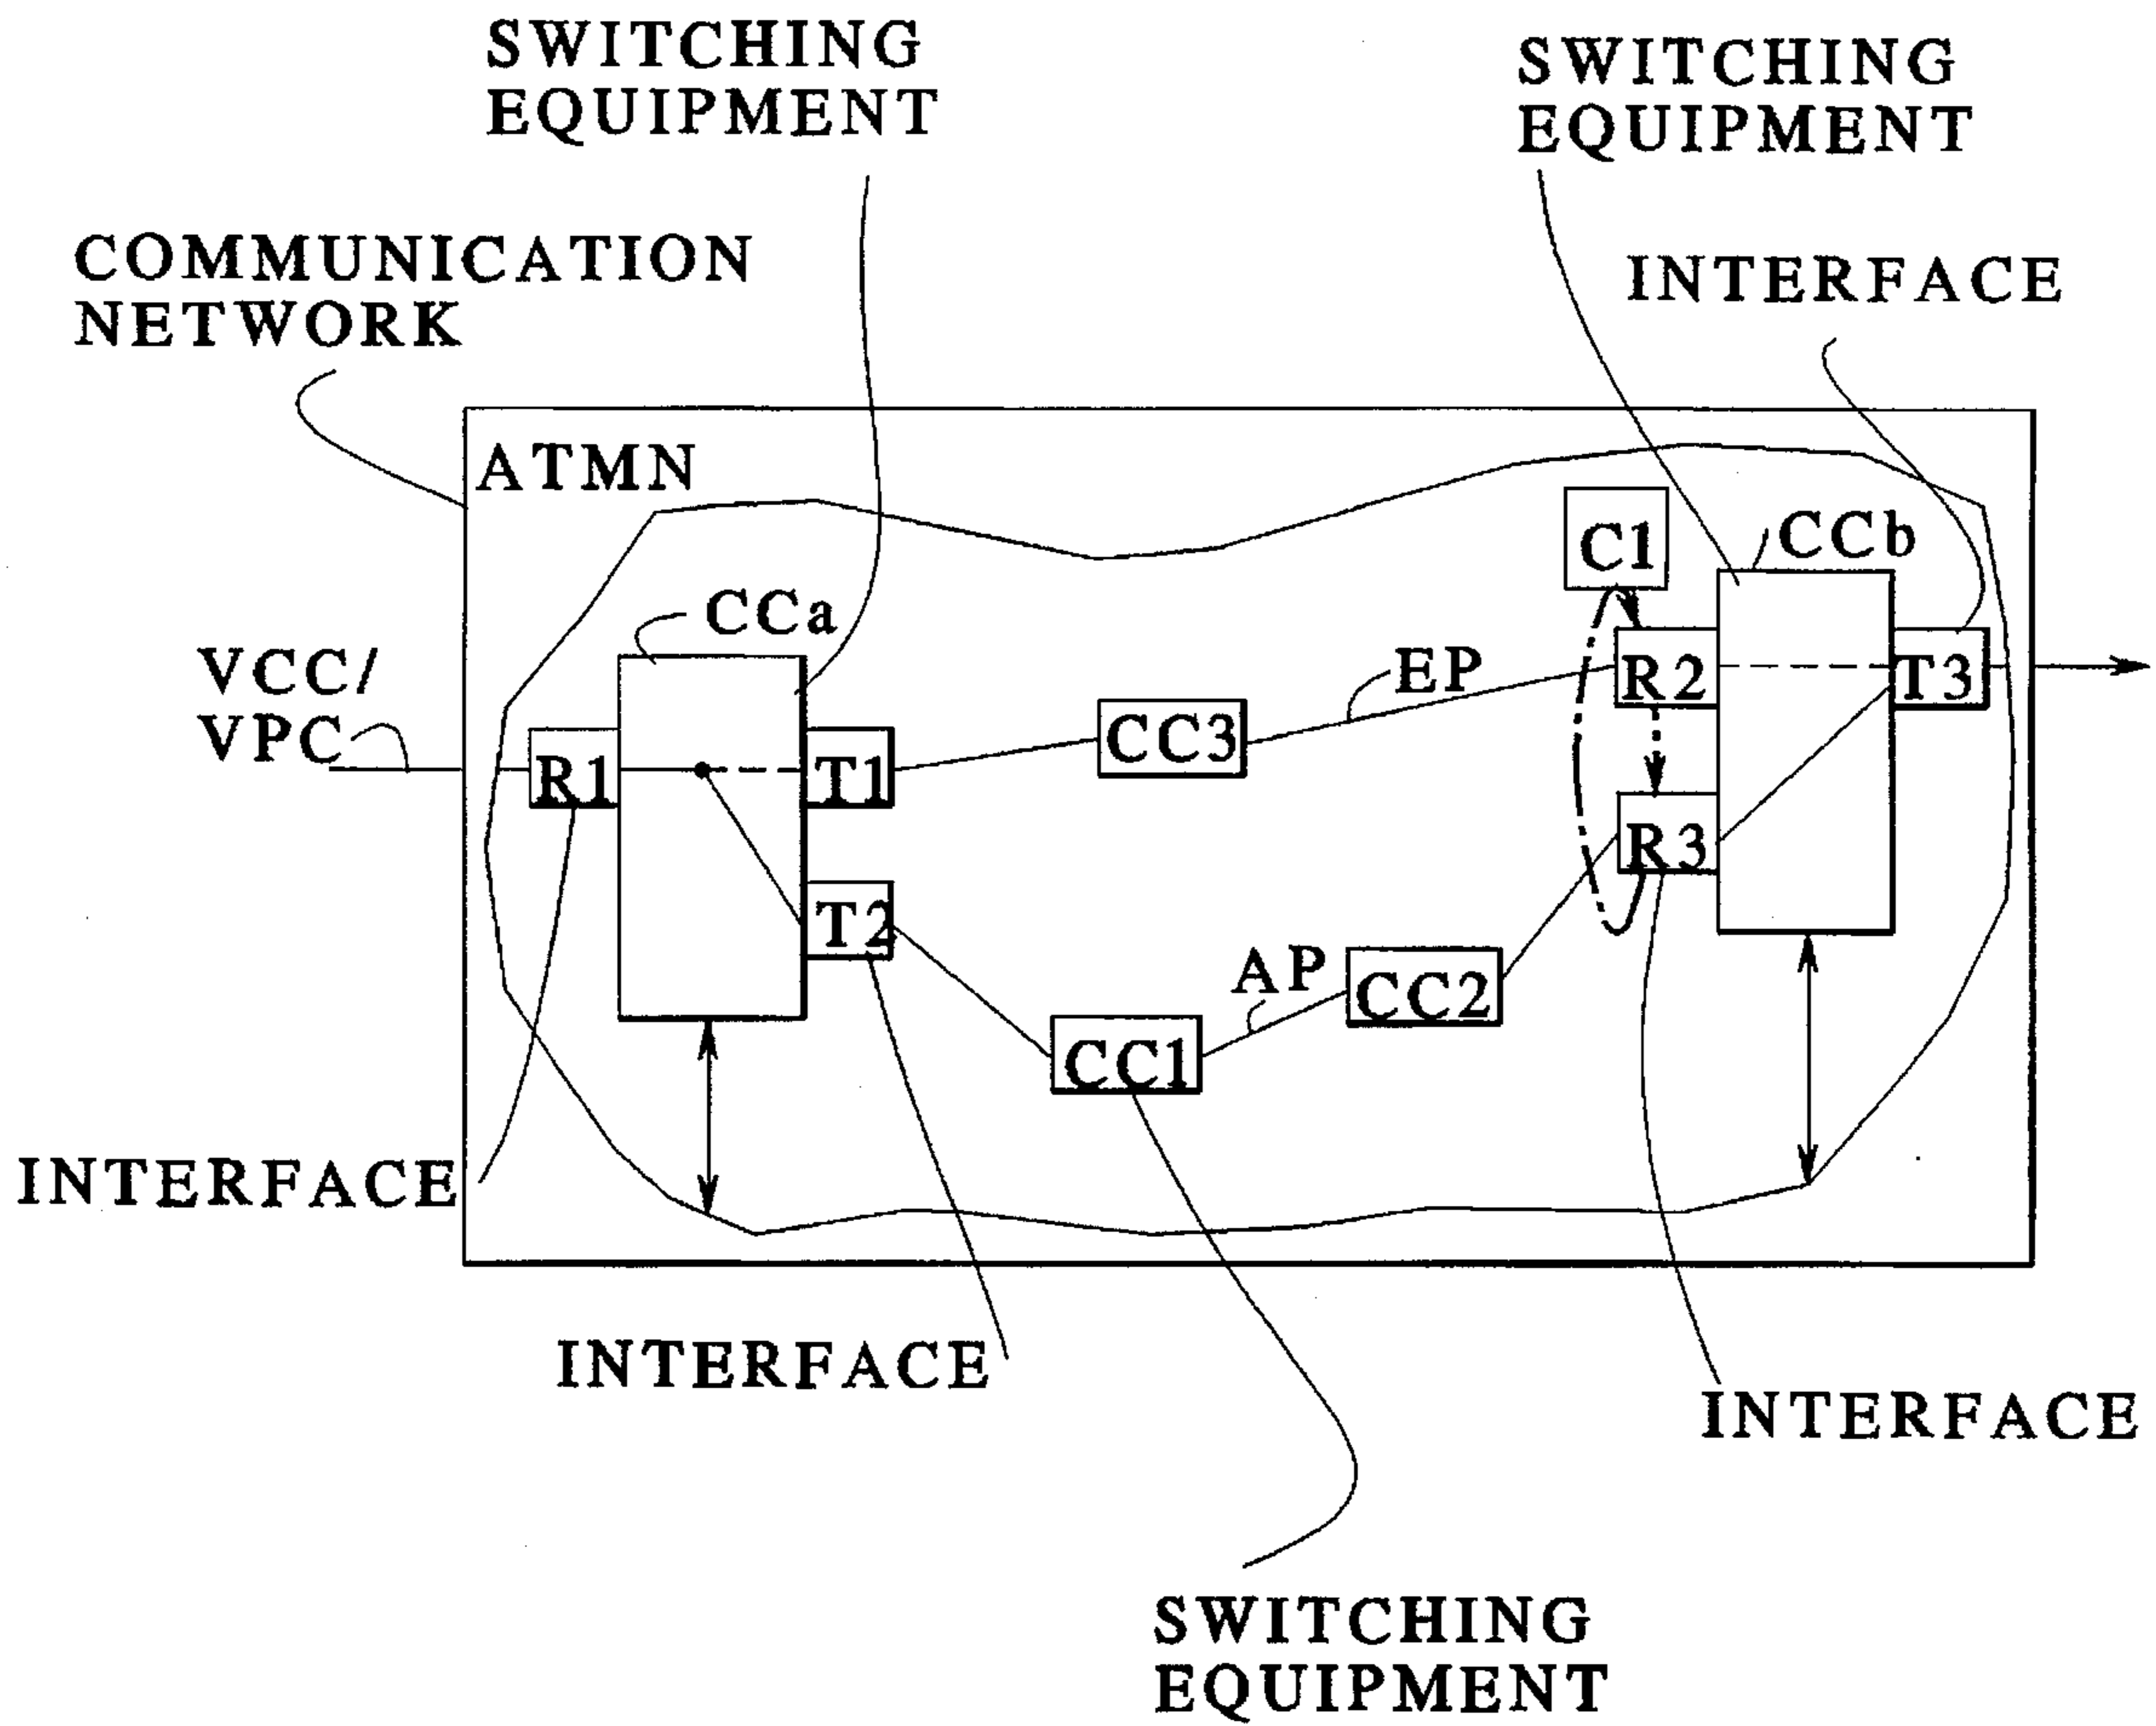 SWITCHING
EQUIPMENT
SWITCHING
EQUIPMENT
COMMUNICATION
NETWORK
INTERFACE
ATMN
C1
CCb
CCa
VCC/
VPC
EP
R2
T3
CC3
R1
T1
R3
T2
AP
CC2
CC1
INTERFACE
INTERFACE
INTERFACE
SWITCHING
EQUIPMENT